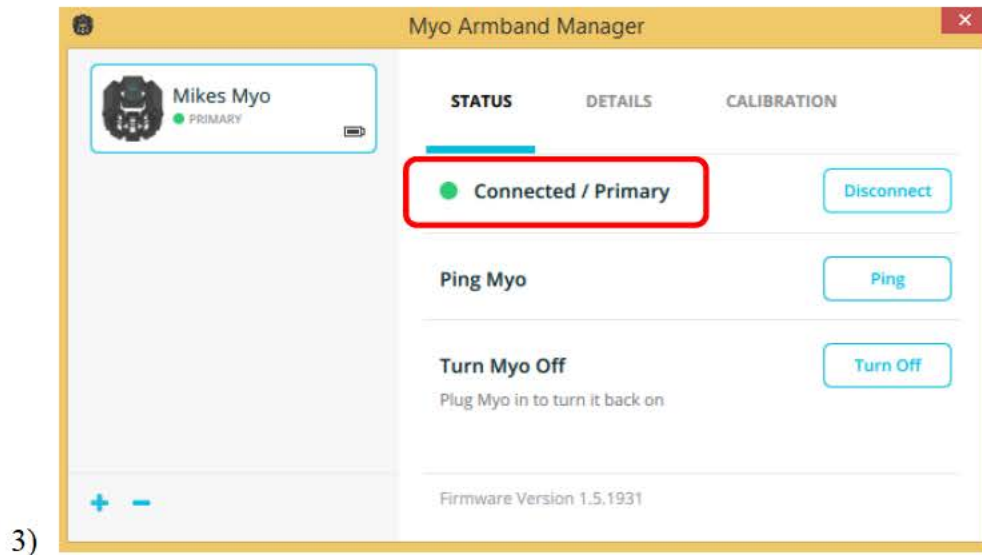 Myo Armband Manager
Mikes Myo
PRIMARY
STATUS DETAILS CALIBRATION
Connected / Primary Disconnect
Ping Myo Ping
Turn Myo Off Turn Off
Plug Myo in to turn it back on
Firmware Version 1.5.1931
3)